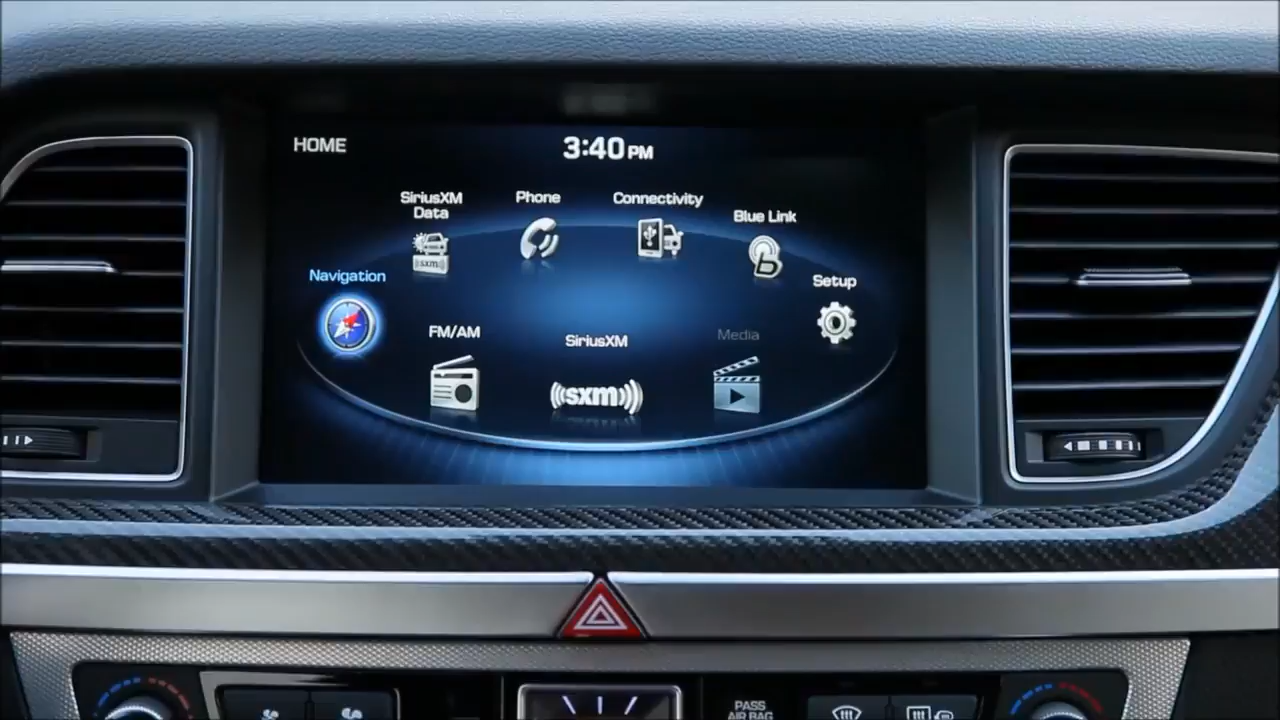 HOME
3:40 PM
SiriusXM
Data
Phone
Connectivity
Blue Link
sxm
Navigation
Setup
FM/AM
SiriusXM
Media
((sxm))
PASS
AIR BAG